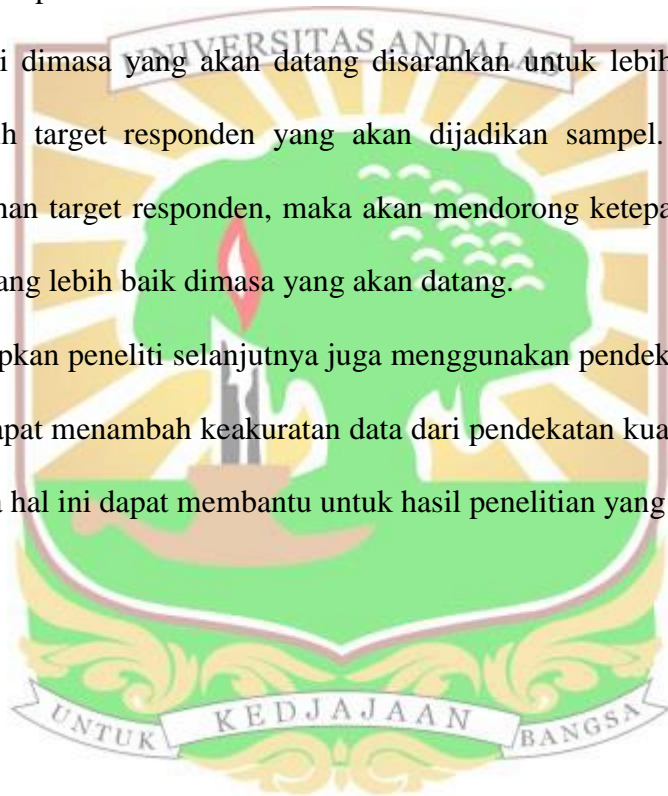 UNIVERSITAS ANDALAS
i dimasa yang akan datang disarankan untuk lebih
h target responden yang akan dijadikan sampel.
nan target responden, maka akan mendorong ketepa
ang lebih baik dimasa yang akan datang.
pkan peneliti selanjutnya juga menggunakan pendek
apat menambah keakuratan data dari pendekatan kua
a hal ini dapat membantu untuk hasil penelitian yang
UNTUK KEDJAJAAN BANGSA